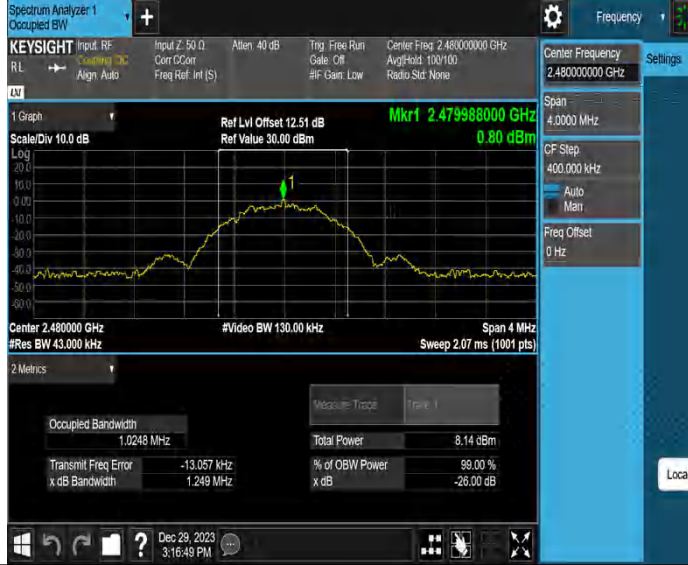 Spectrum Analyzer 1
Occupied BW
+
Frequency
KEYSIGHT
Input: RF
Input Z: 50 Ω
Atten: 40 dB
Trig: Free Run
Center Freq: 2.480000000 GHz
RL
Coupling: DC
Corr CCorr
Gate: Off
Avg|Hold: 100/100
Align: Auto
Freq Ref: Int (S)
#IF Gain: Low
Radio Std: None
LXI
1 Graph
Ref Lvl Offset 12.51 dB
Mkr1 2.479988000 GHz
Scale/Div 10.0 dB
Ref Value 30.00 dBm
0.80 dBm
Log
20.0
10.0
0.00
-10.0
-20.0
-30.0
-40.0
-50.0
-60.0
1
Center 2.480000 GHz
#Video BW 130.00 kHz
Span 4 MHz
#Res BW 43.000 kHz
Sweep 2.07 ms (1001 pts)
2 Metrics
Measure Trace
Trace 1
Occupied Bandwidth
1.0248 MHz
Total Power
8.14 dBm
Transmit Freq Error
-13.057 kHz
% of OBW Power
99.00 %
x dB Bandwidth
1.249 MHz
x dB
-26.00 dB
Dec 29, 2023
3:16:49 PM
Center Frequency
2.480000000 GHz
Settings
Span
4.0000 MHz
CF Step
400.000 kHz
Auto
Man
Freq Offset
0 Hz
Loca